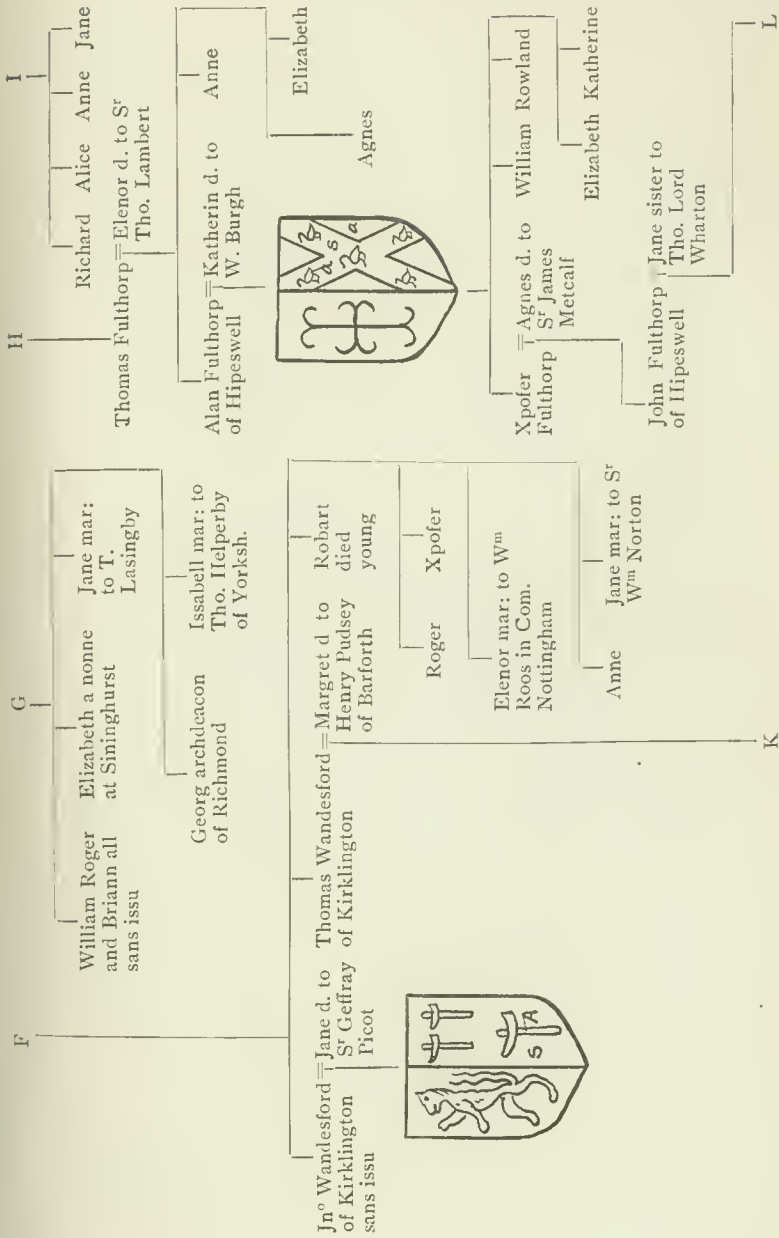 F
G
H
I
William Roger
and Briann all
sans issu
Elizabeth a nonne
at Sininghurst
Jane mar:
to T.
Lasingby
Georg archdeacon
of Richmond
Issabell mar: to
Tho. Helperby
of Yorksh.
Jnº Wandesford = Jane d. to
of Kirklington Sʳ Geffray
sans issu Picot
Thomas Wandesford = Margret d to
of Kirklington Henry Pudsey
of Barforth
Robart
died
young
Roger
Xpofer
Elenor mar: to Wᵐ
Roos in Com.
Nottingham
Anne
Jane mar: to Sʳ
Wᵐ Norton
S
A
K
Richard Alice Anne Jane
Thomas Fulthorp = Elenor d. to Sʳ
Tho. Lambert
Alan Fulthorp = Katherin d. to
of Hipeswell W. Burgh
Anne
Agnes
Elizabeth
s
a
Xpofer = Agnes d. to
Fulthorp Sʳ James
Metcalf
William Rowland
Elizabeth Katherine
John Fulthorp Jane sister to
of Hipeswell Tho. Lord
Wharton
L